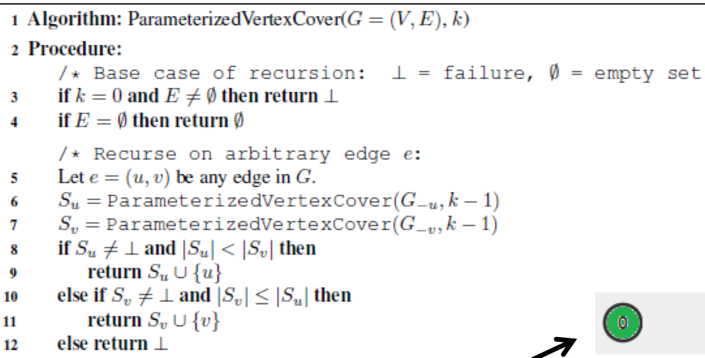 1 Algorithm: ParameterizedVertexCover(G = (V, E), k)
2 Procedure:
/* Base case of recursion: ⊥ = failure, ∅ = empty set
3 if k = 0 and E ≠ ∅ then return ⊥
4 if E = ∅ then return ∅
/* Recurse on arbitrary edge e:
5 Let e = (u, v) be any edge in G.
6 S_u = ParameterizedVertexCover(G_{−u}, k − 1)
7 S_v = ParameterizedVertexCover(G_{−v}, k − 1)
8 if S_u ≠ ⊥ and |S_u| < |S_v| then
9 return S_u ∪ {u}
10 else if S_v ≠ ⊥ and |S_v| ≤ |S_u| then
11 return S_v ∪ {v}
12 else return ⊥
0